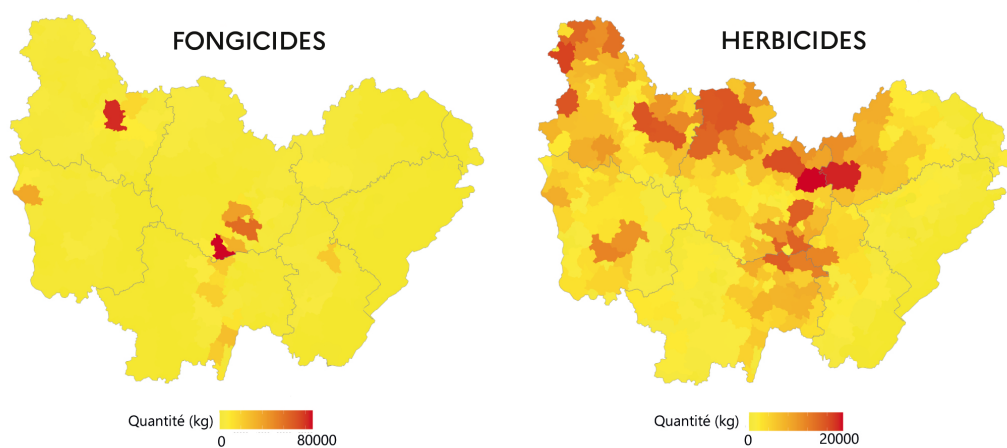 FONGICIDES
HERBICIDES
Quantité (kg)
0
80000
Quantité (kg)
0
20000